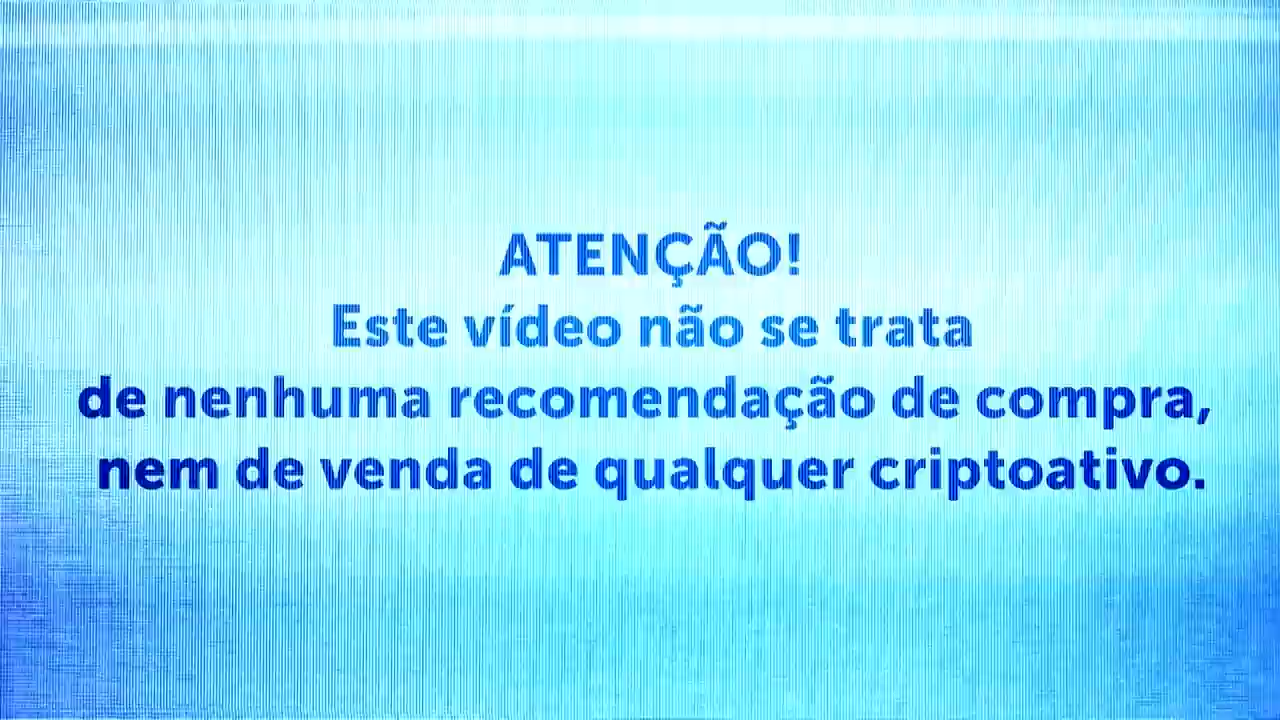 ATENÇÃO!
Este vídeo não se trata
de nenhuma recomendação de compra,
nem de venda de qualquer criptoativo.